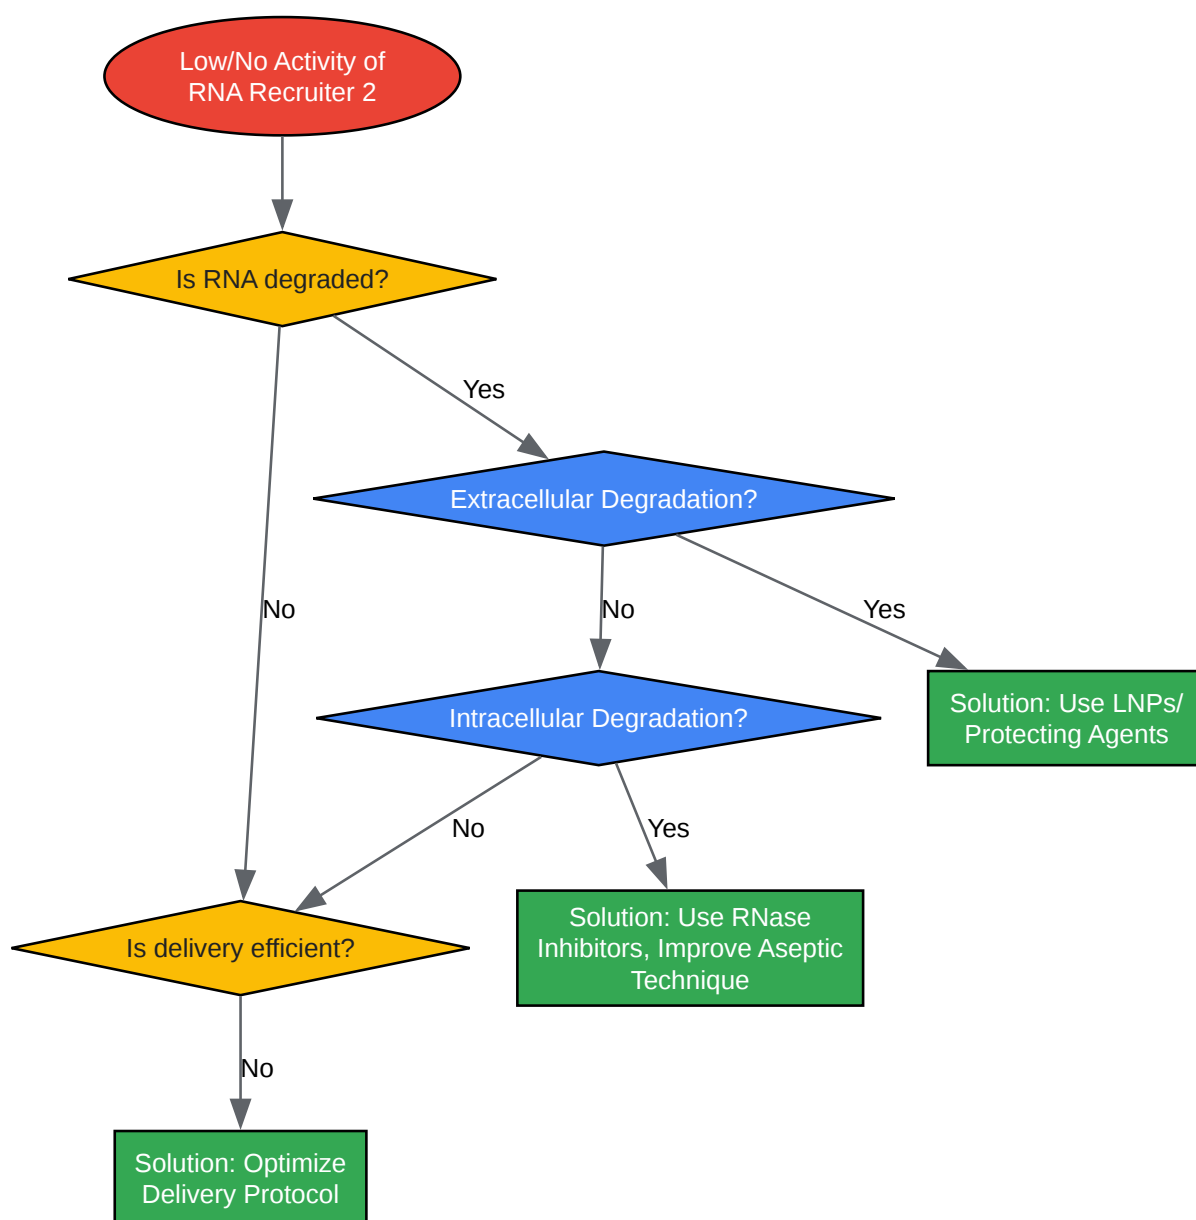 Low/No Activity of
RNA Recruiter 2
Is RNA degraded?
Yes
Extracellular Degradation?
No
No
Yes
Intracellular Degradation?
Solution: Use LNPs/
Protecting Agents
No
Yes
Solution: Use RNase
Inhibitors, Improve Aseptic
Technique
Is delivery efficient?
No
Solution: Optimize
Delivery Protocol